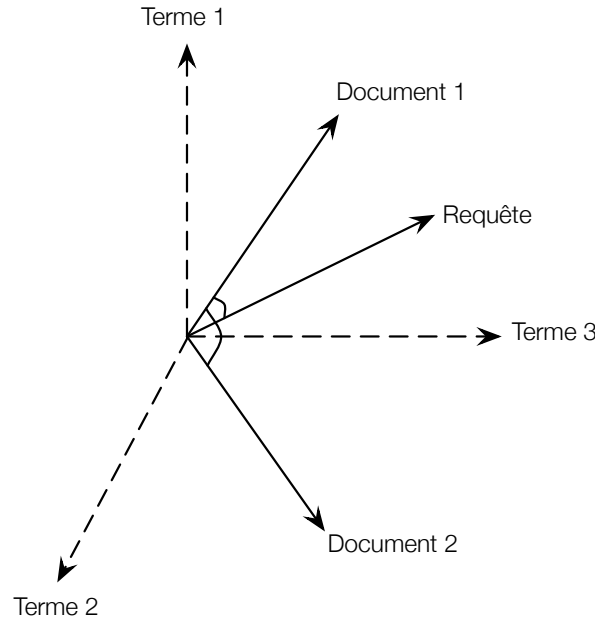 Terme 1
Document 1
Requête
Terme 3
Document 2
Terme 2